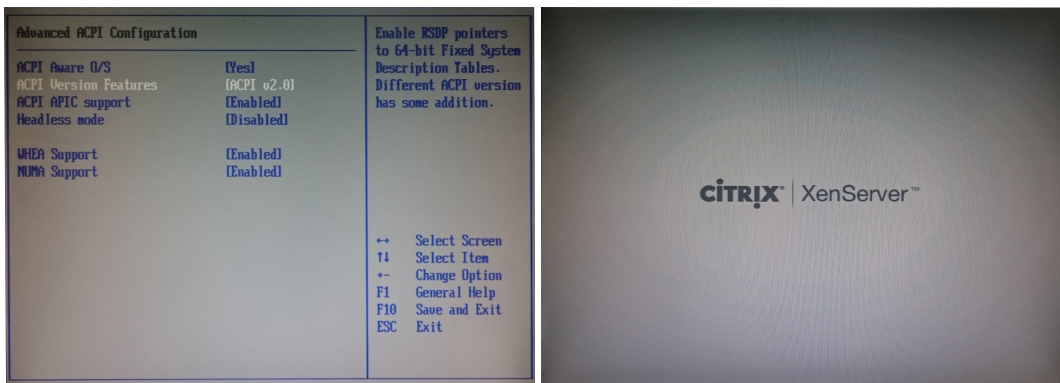 Advanced ACPI Configuration
ACPI Aware O/S [Yes]
ACPI Version Features [ACPI v2.0]
ACPI APIC support [Enabled]
Headless mode [Disabled]
WHEA Support [Enabled]
NUMA Support [Enabled]
Enable RSDP pointers
to 64-bit Fixed System
Description Tables.
Different ACPI version
has some addition.
↔ Select Screen
↑↓ Select Item
+- Change Option
F1 General Help
F10 Save and Exit
ESC Exit
CITRIX® | XenServer™